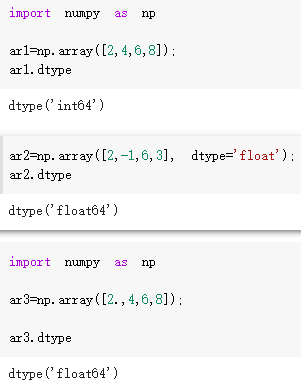 import numpy as np
ar1=np.array([2,4,6,8]);
ar1.dtype
dtype('int64')
ar2=np.array([2,-1,6,3], dtype='float');
ar2.dtype
dtype('float64')
import numpy as np
ar3=np.array([2.,4,6,8]);
ar3.dtype
dtype('float64')